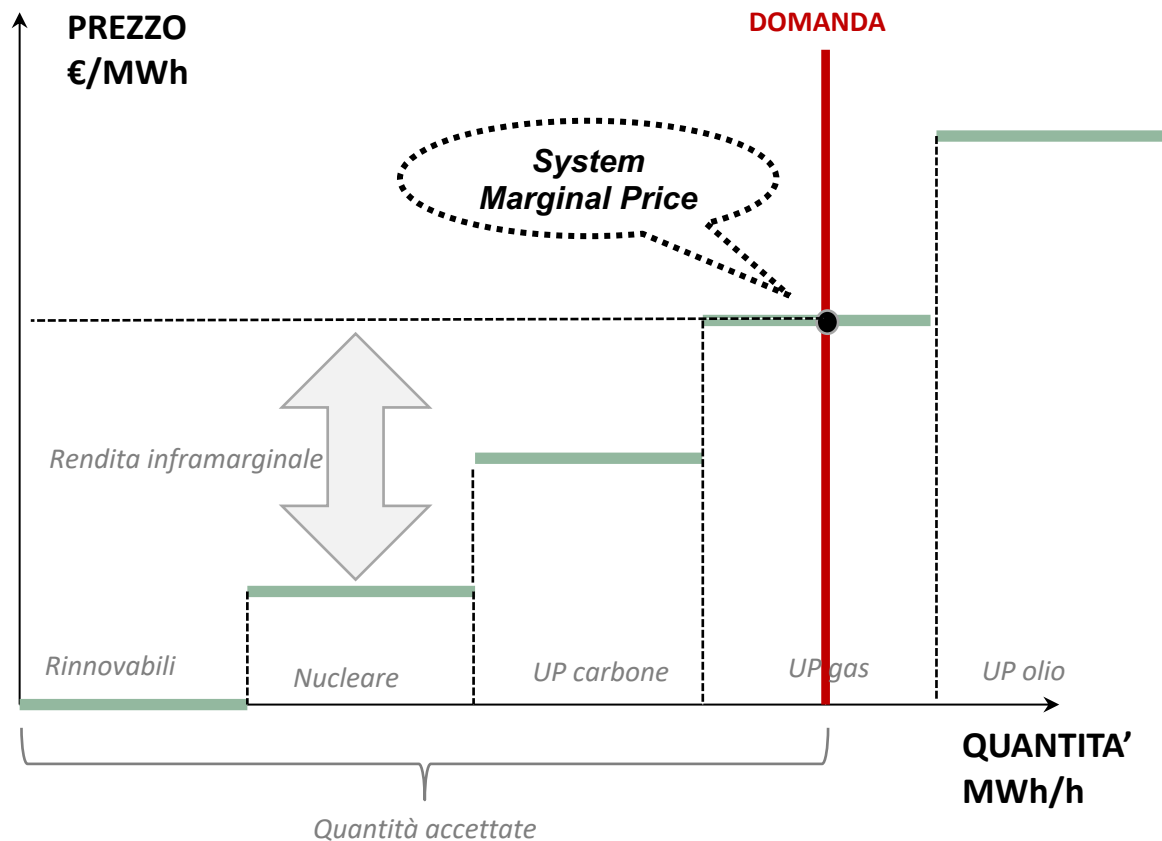 PREZZO
€/MWh
DOMANDA
System
Marginal Price
Rendita inframarginale
Rinnovabili
Nucleare
UP carbone
UP gas
UP olio
QUANTITA’
MWh/h
Quantità accettate